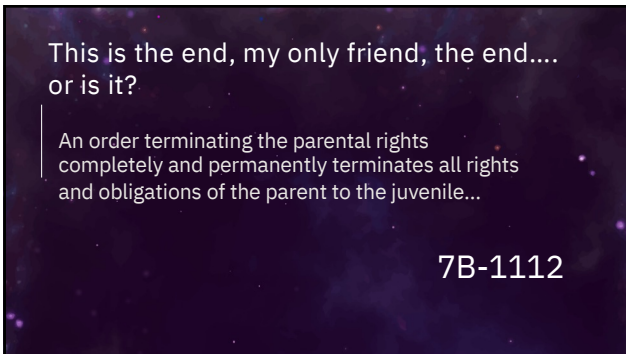 This is the end, my only friend, the end....
or is it?
An order terminating the parental rights
completely and permanently terminates all rights
and obligations of the parent to the juvenile...
7B-1112